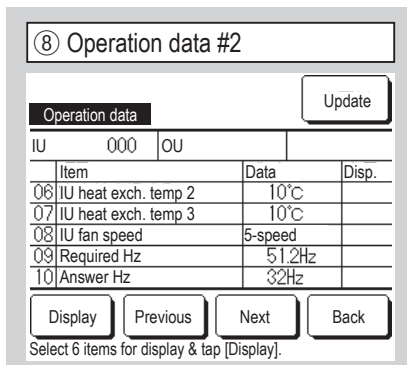 ⑧ Operation data #2
Update
Operation data
IU 000 OU
Item Data Disp.
06 IU heat exch. temp 2 10°C
07 IU heat exch. temp 3 10°C
08 IU fan speed 5-speed
09 Required Hz 51.2Hz
10 Answer Hz 32Hz
Display Previous Next Back
Select 6 items for display & tap [Display].